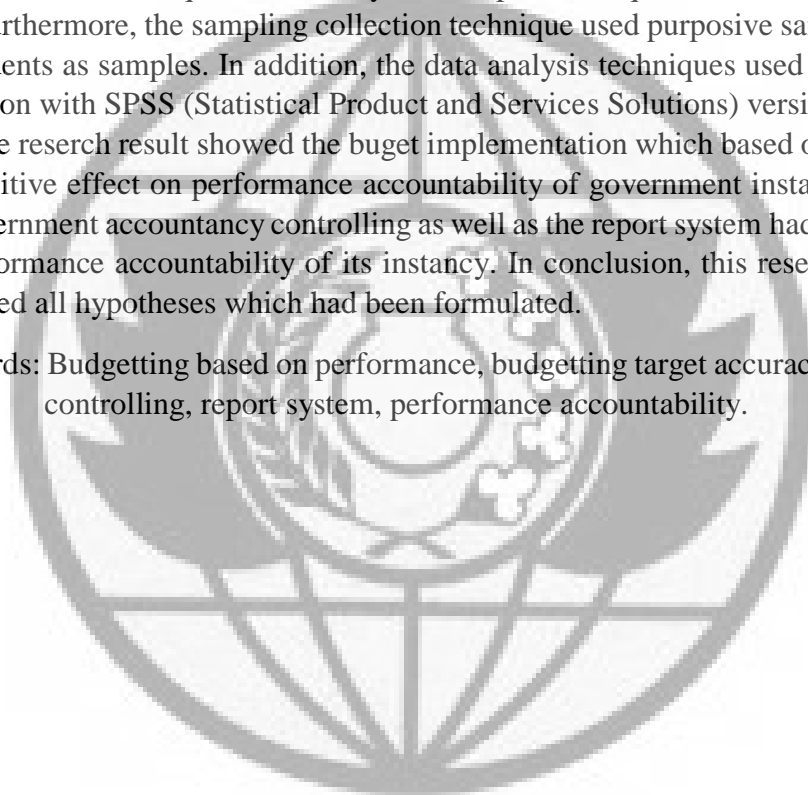 urthermore, the sampling collection technique used purposive sa
ents as samples. In addition, the data analysis techniques used
on with SPSS (Statistical Product and Services Solutions) versi
e reserch result showed the buget implementation which based o
itive effect on performance accountability of government insta
ernment accountancy controlling as well as the report system had
ormance accountability of its instancy. In conclusion, this rese
ed all hypotheses which had been formulated.
rds: Budgetting based on performance, budgetting target accurac
controlling, report system, performance accountability.